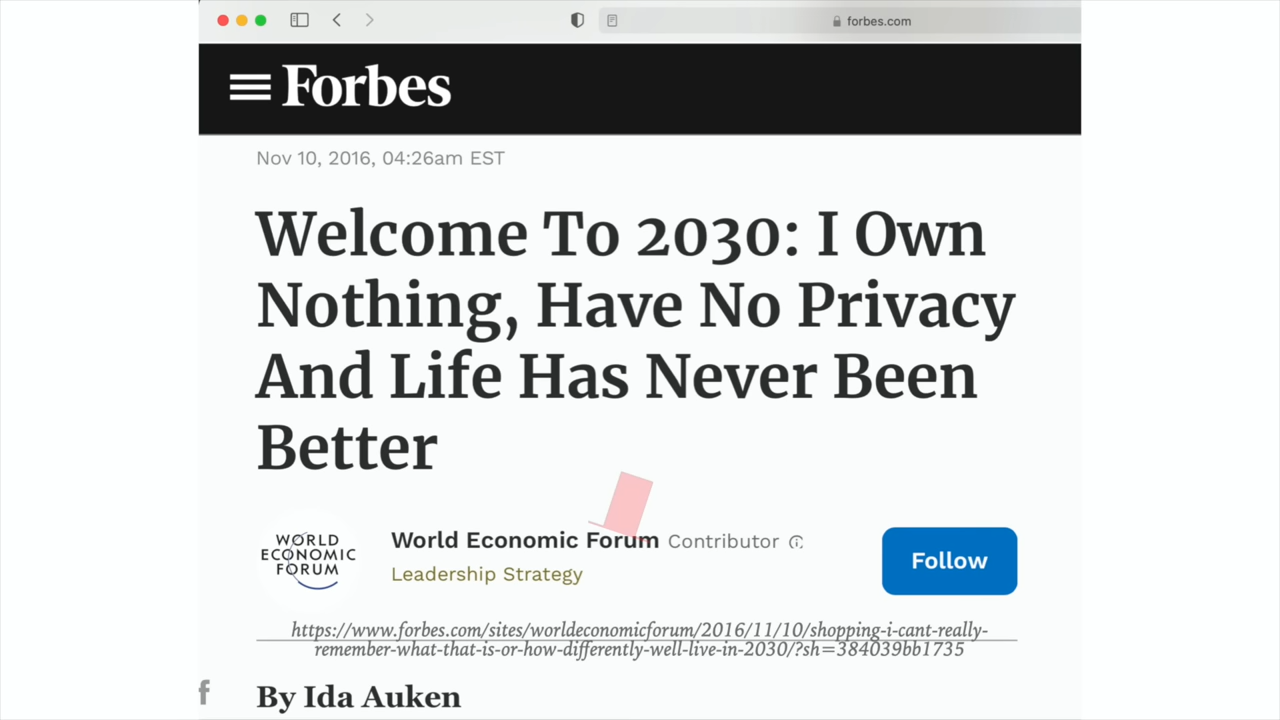 forbes.com
Forbes
Nov 10, 2016, 04:26am EST
Welcome To 2030: I Own
Nothing, Have No Privacy
And Life Has Never Been
Better
WORLD
ECONOMIC
FORUM
World Economic Forum Contributor
Leadership Strategy
Follow
https://www.forbes.com/sites/worldeconomicforum/2016/11/10/shopping-i-cant-really-
remember-what-that-is-or-how-differently-well-live-in-2030/?sh=384039bb1735
f
By Ida Auken